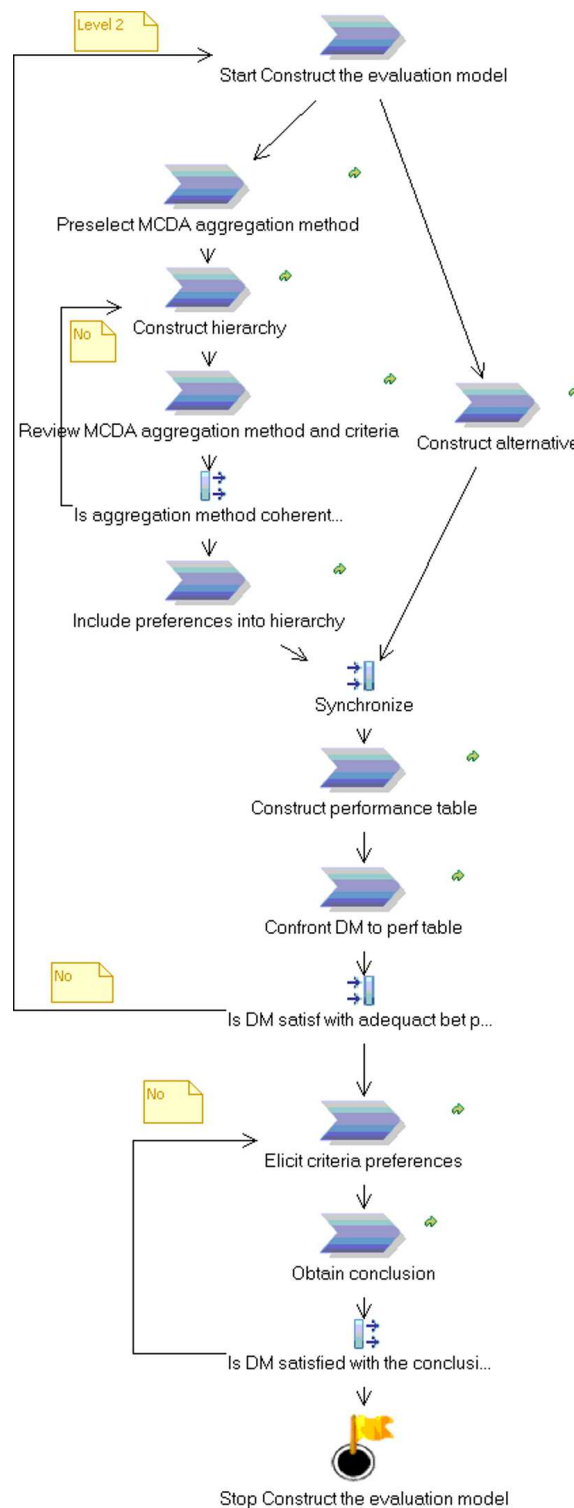 Level 2
Start Construct the evaluation model
Preselect MCDA aggregation method
Construct hierarchy
No
Review MCDA aggregation method and criteria
Construct alternative
Is aggregation method coherent...
Include preferences into hierarchy
Synchronize
Construct performance table
Confront DM to perf table
No
Is DM satisf with adequact bet p...
No
Elicit criteria preferences
Obtain conclusion
Is DM satisfied with the conclusi...
Stop Construct the evaluation model